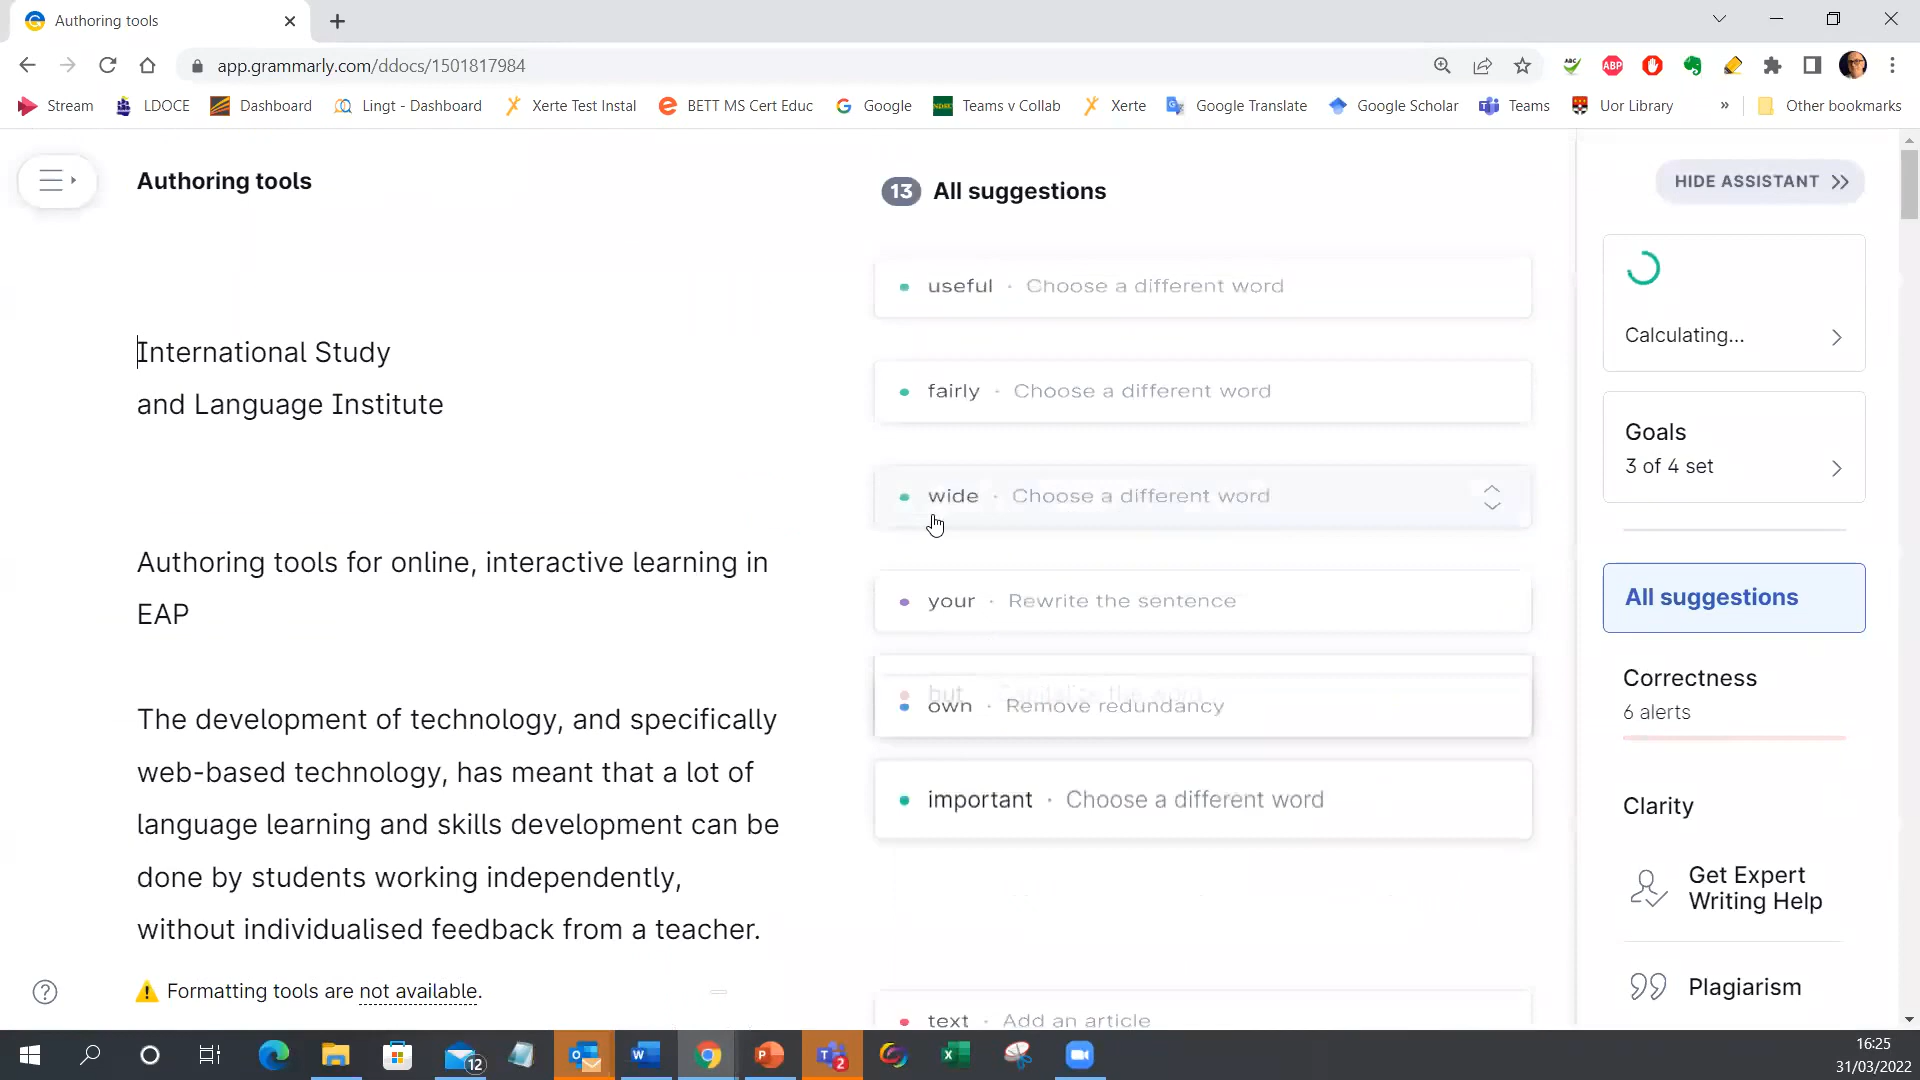 Authoring tools
app.grammarly.com/ddocs/1501817984
ABC
ABP
Stream
LDOCE
Dashboard
Lingt - Dashboard
Xerte Test Instal
BETT MS Cert Educ
Google
Teams v Collab
Xerte
Google Translate
Google Scholar
Teams
Uor Library
»
Other bookmarks
Authoring tools
13 All suggestions
HIDE ASSISTANT
useful · Choose a different word
Calculating...
International Study
and Language Institute
fairly · Choose a different word
Goals
3 of 4 set
wide · Choose a different word
Authoring tools for online, interactive learning in
EAP
your · Rewrite the sentence
All suggestions
but
own · Remove redundancy
Correctness
6 alerts
The development of technology, and specifically
web-based technology, has meant that a lot of
language learning and skills development can be
done by students working independently,
without individualised feedback from a teacher.
important · Choose a different word
Clarity
Get Expert
Writing Help
Plagiarism
Formatting tools are not available.
text · Add an article
12
2
16:25
31/03/2022